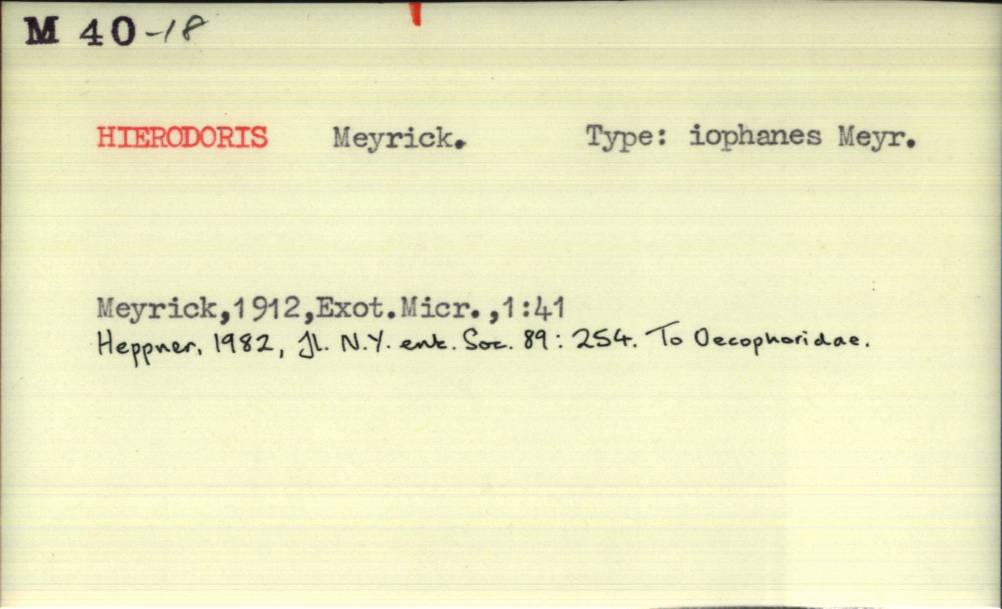 M 40-18
HIERODORIS Meyrick. Type: iophanes Meyr.
Meyrick,1912,Exot.Micr.,1:41
Heppner, 1982, Jl. N.Y. ent. Soc. 89: 254. To Oecophoridae.